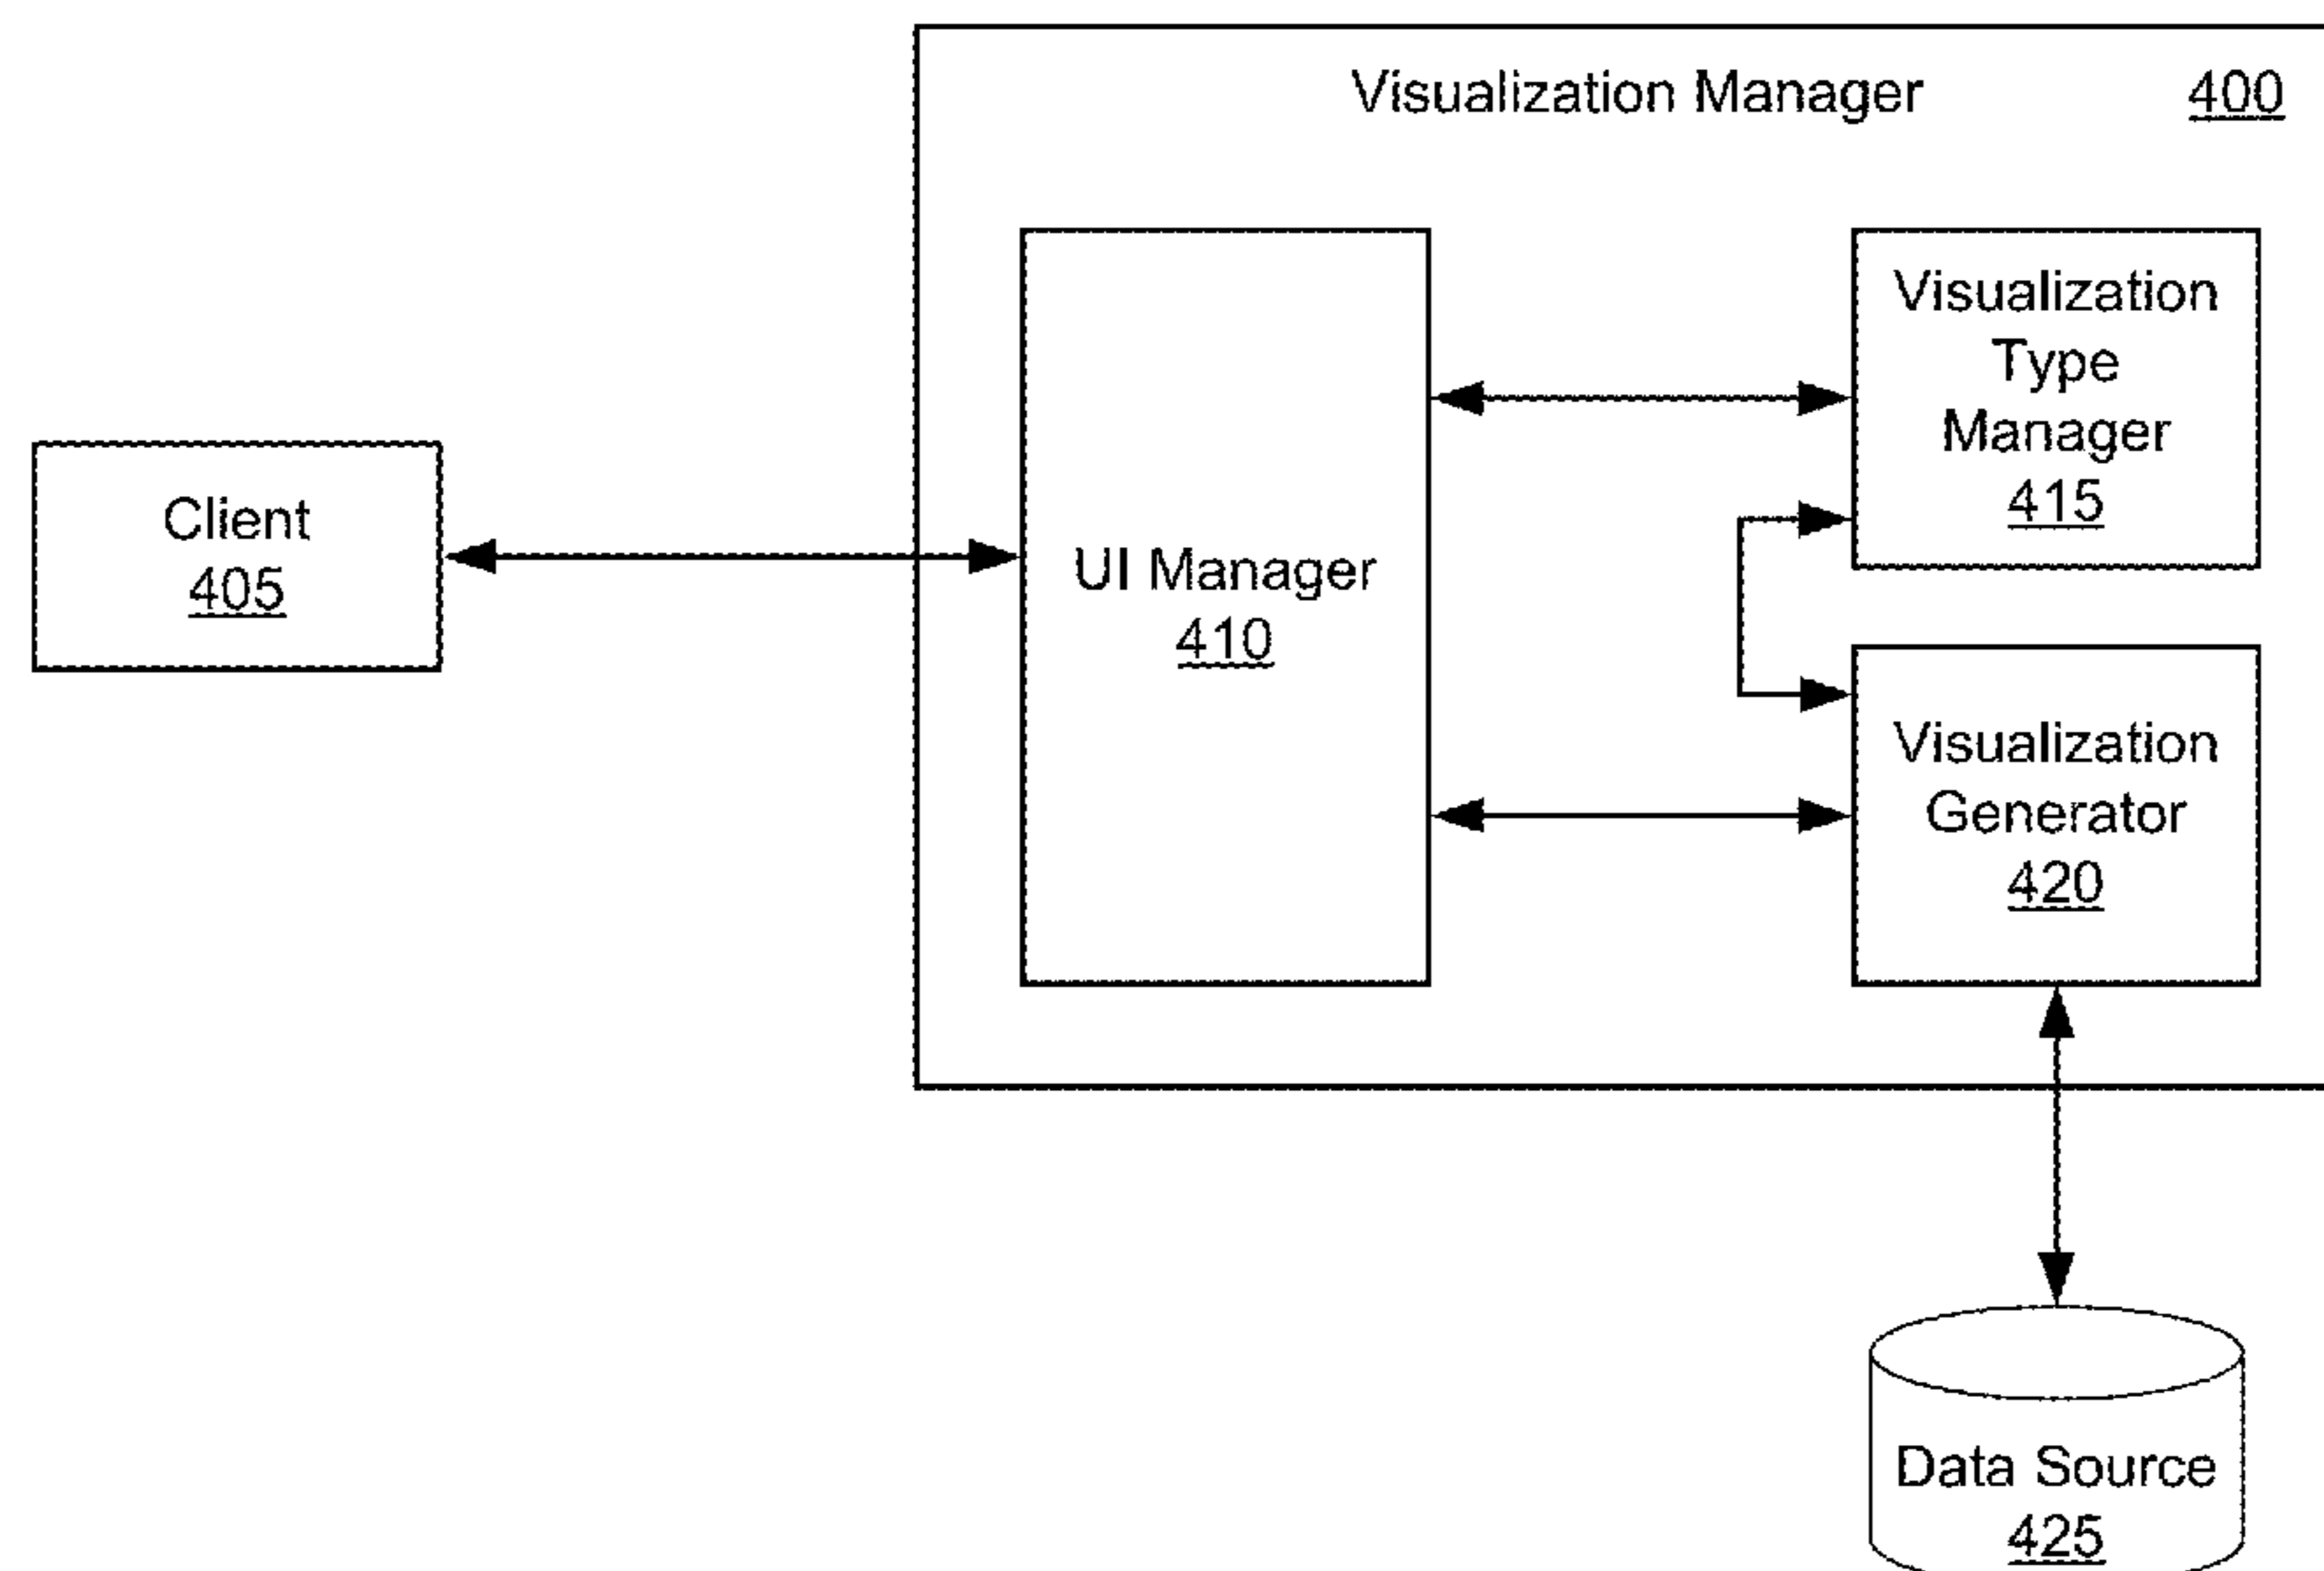 Visualization Manager 400
Client
405
UI Manager
410
Visualization
Type
Manager
415
Visualization
Generator
420
Data Source
425